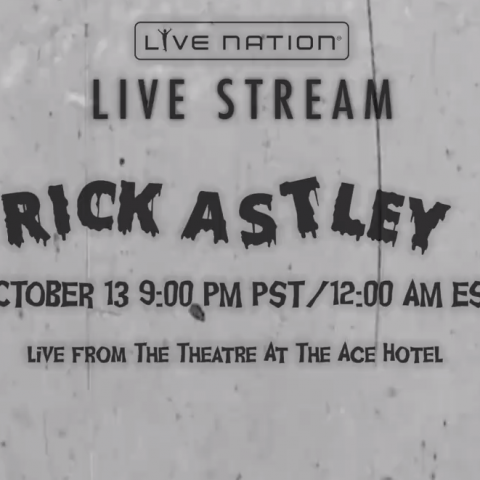 LIVE NATION®
LIVE STREAM
RICK ASTLEY
CTOBER 13 9:00 PM PST/12:00 AM ES
LIVE FROM THE THEATRE AT THE ACE HOTEL